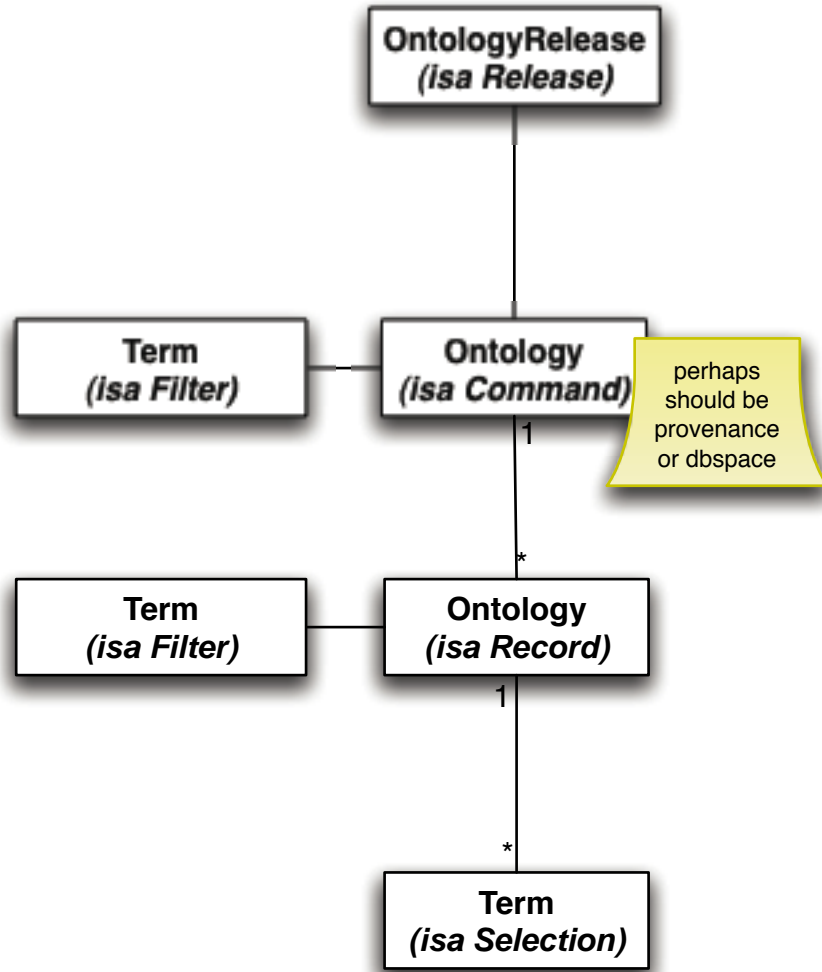 OntologyRelease
(isa Release)
Term
(isa Filter)
Ontology
(isa Command)
perhaps
should be
provenance
or dbspace
1
*
Term
(isa Filter)
Ontology
(isa Record)
1
*
Term
(isa Selection)